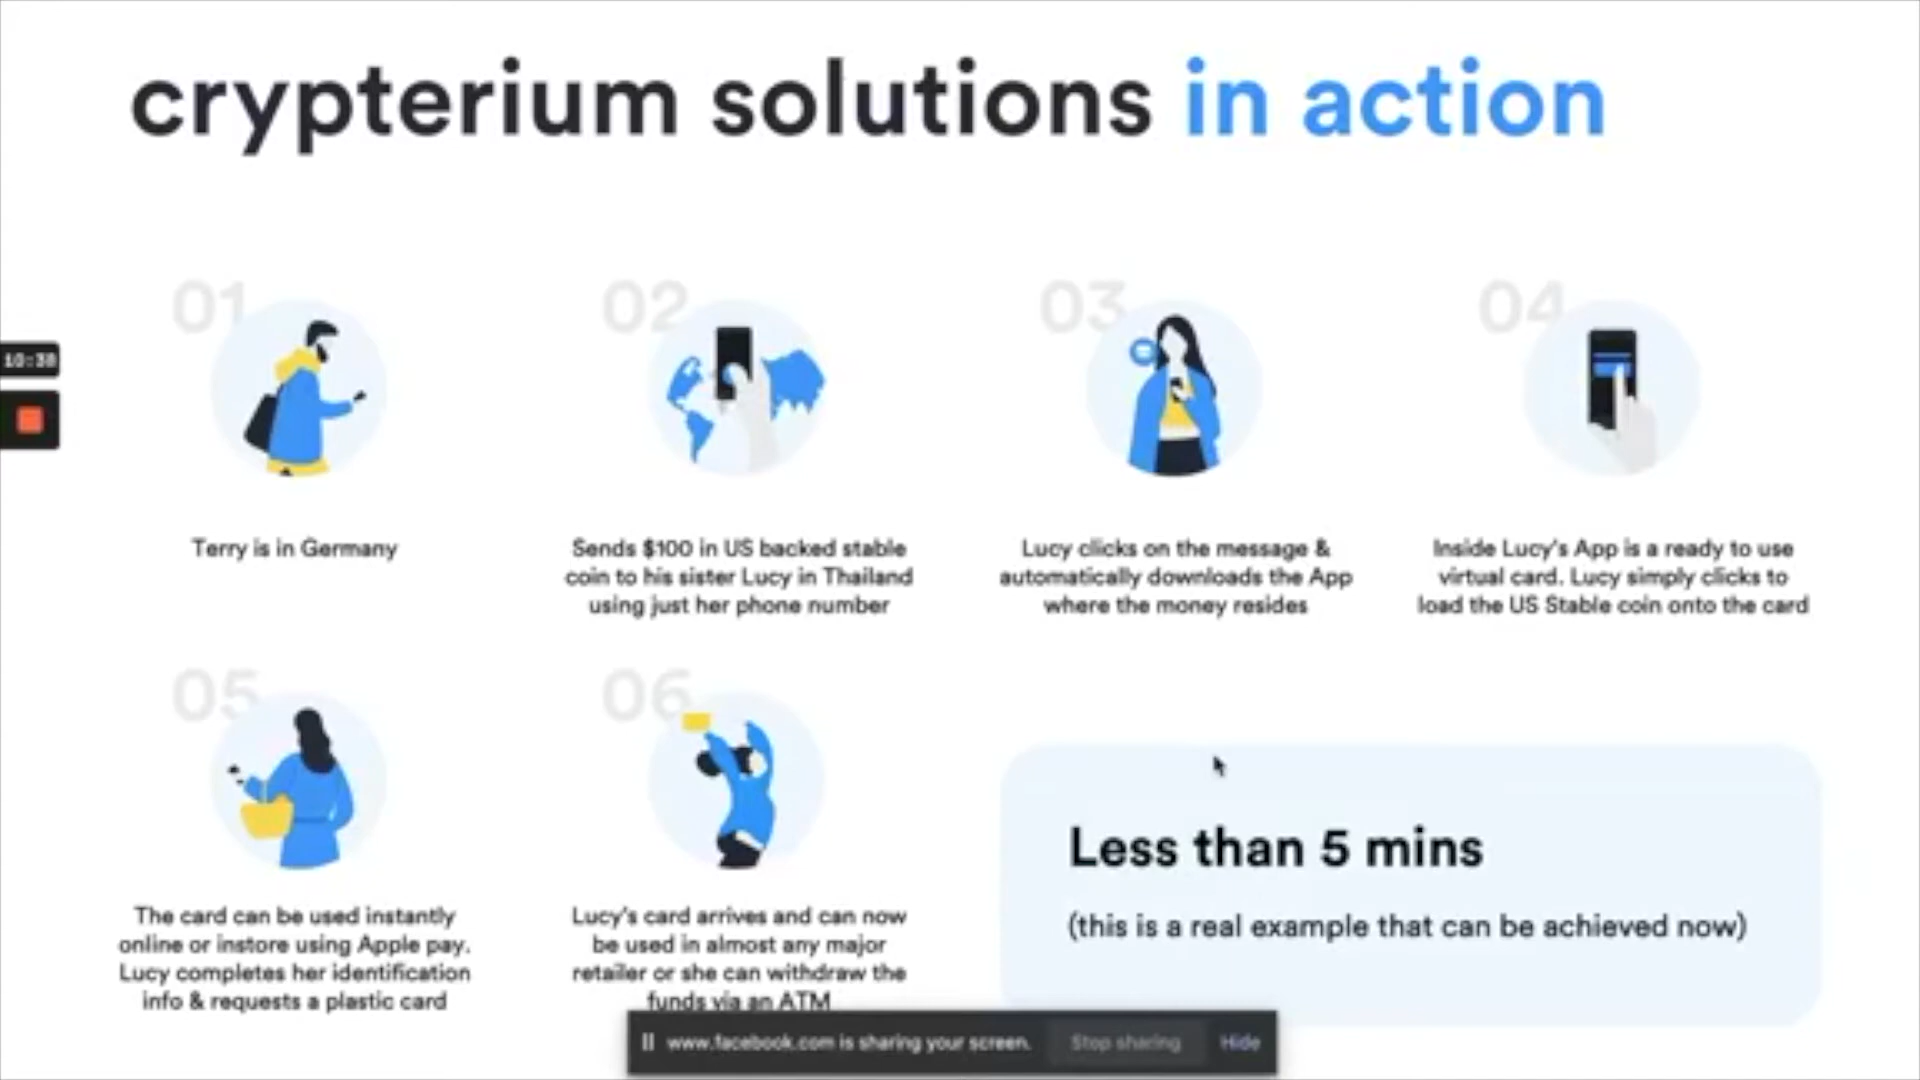 crypterium solutions in action
10:38
01
02
03
04
Terry is in Germany
Sends $100 in US backed stable
coin to his sister Lucy in Thailand
using just her phone number
Lucy clicks on the message &
automatically downloads the App
where the money resides
Inside Lucy's App is a ready to use
virtual card. Lucy simply clicks to
load the US Stable coin onto the card
05
06
The card can be used instantly
online or instore using Apple pay.
Lucy completes her identification
info & requests a plastic card
Lucy's card arrives and can now
be used in almost any major
retailer or she can withdraw the
funds via an ATM
Less than 5 mins
(this is a real example that can be achieved now)
www.facebook.com is sharing your screen.
Stop sharing
Hide